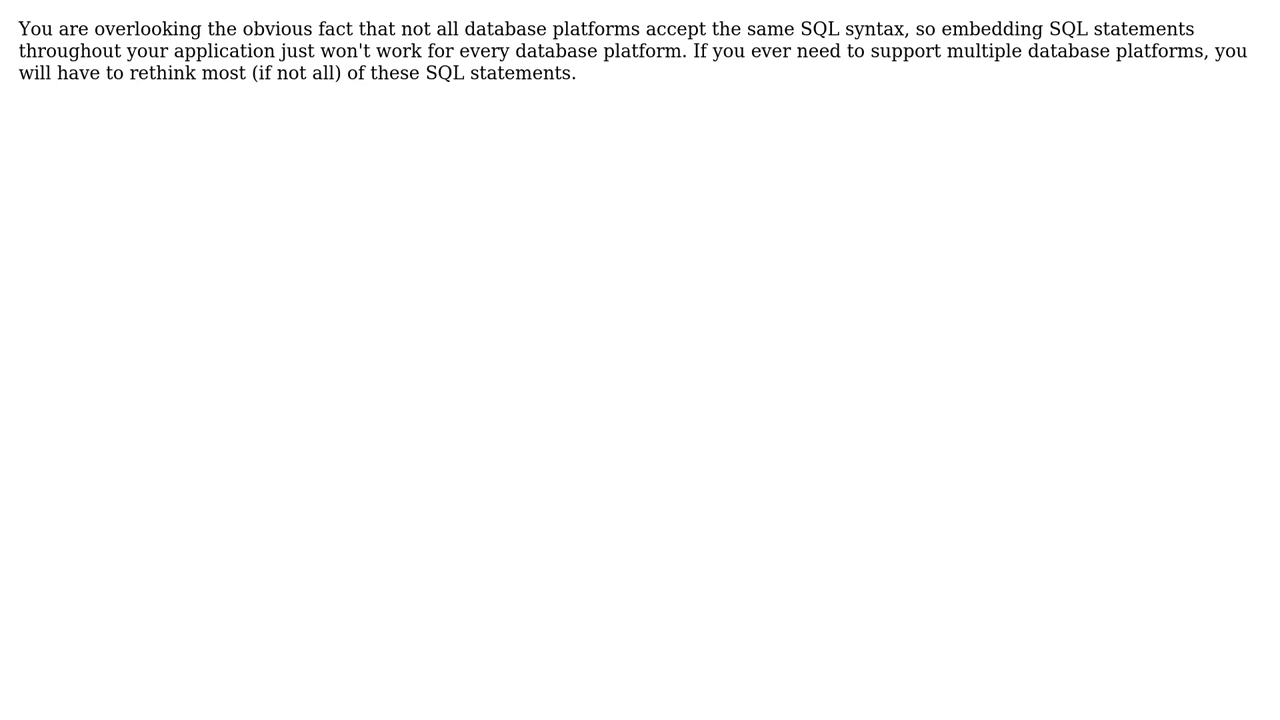 You are overlooking the obvious fact that not all database platforms accept the same SQL syntax, so embedding SQL statements
throughout your application just won't work for every database platform. If you ever need to support multiple database platforms, you
will have to rethink most (if not all) of these SQL statements.